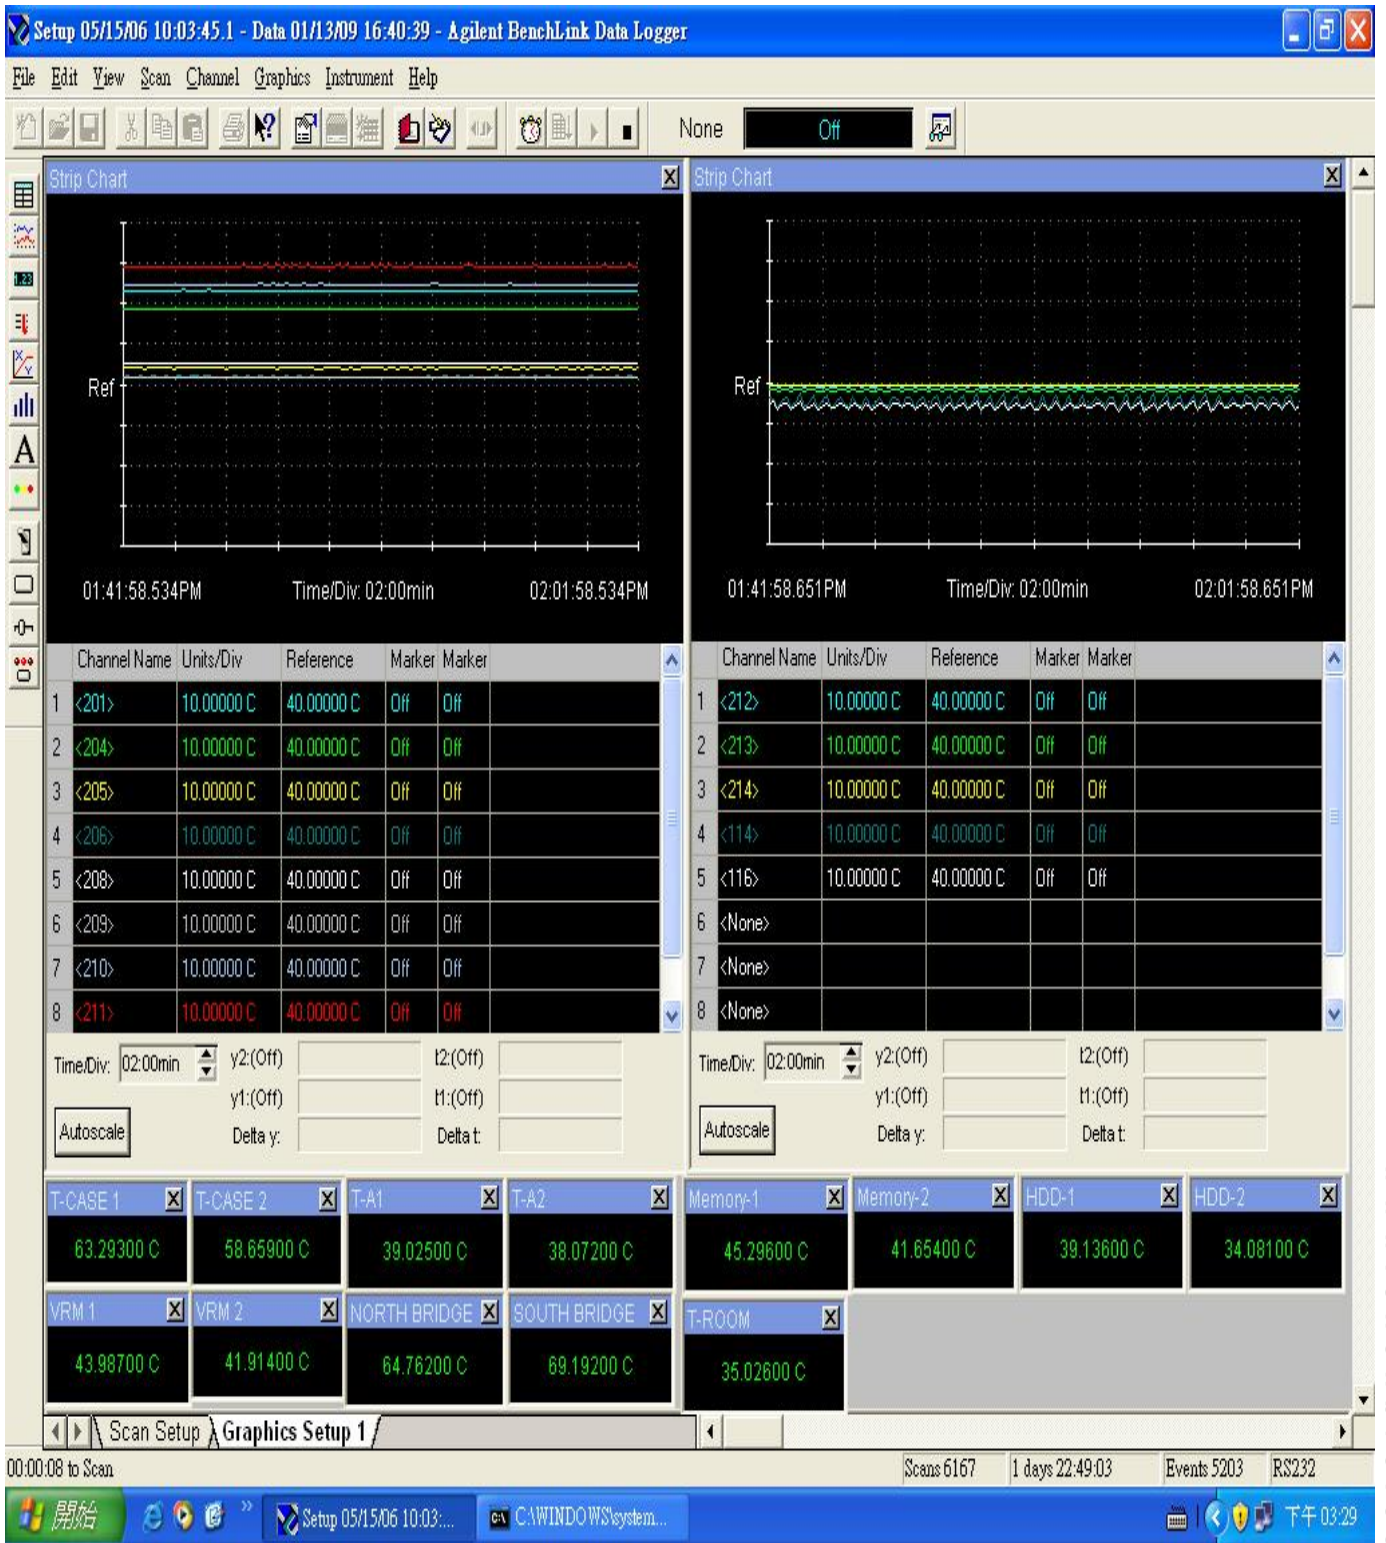 Setup 05/15/06 10:03:45.1 - Data 01/13/09 16:40:39 - Agilent BenchLink Data Logger
File Edit View Scan Channel Graphics Instrument Help
None Off
Strip Chart
Ref
01:41:58.534PM Time/Div: 02:00min 02:01:58.534PM
Channel Name Units/Div Reference Marker Marker
1 <201> 10.00000 C 40.00000 C Off Off
2 <204> 10.00000 C 40.00000 C Off Off
3 <205> 10.00000 C 40.00000 C Off Off
4 <206> 10.00000 C 40.00000 C Off Off
5 <208> 10.00000 C 40.00000 C Off Off
6 <209> 10.00000 C 40.00000 C Off Off
7 <210> 10.00000 C 40.00000 C Off Off
8 <211> 10.00000 C 40.00000 C Off Off
Time/Div: 02:00min y2:(Off) t2:(Off)
y1:(Off) t1:(Off)
Autoscale Delta y: Delta t:
Strip Chart
Ref
01:41:58.651PM Time/Div: 02:00min 02:01:58.651PM
Channel Name Units/Div Reference Marker Marker
1 <212> 10.00000 C 40.00000 C Off Off
2 <213> 10.00000 C 40.00000 C Off Off
3 <214> 10.00000 C 40.00000 C Off Off
4 <114> 10.00000 C 40.00000 C Off Off
5 <116> 10.00000 C 40.00000 C Off Off
6 <None>
7 <None>
8 <None>
Time/Div: 02:00min y2:(Off) t2:(Off)
y1:(Off) t1:(Off)
Autoscale Delta y: Delta t:
T-CASE 1 T-CASE 2 T-A1 T-A2 Memory-1 Memory-2 HDD-1 HDD-2
63.29300 C 58.65900 C 39.02500 C 38.07200 C 45.29600 C 41.65400 C 39.13600 C 34.08100 C
VRM 1 VRM 2 NORTH BRIDGE SOUTH BRIDGE T-ROOM
43.98700 C 41.91400 C 64.76200 C 69.19200 C 35.02600 C
Scan Setup Graphics Setup 1
00:00:08 to Scan Scans 6167 1 days 22:49:03 Events 5203 RS232
開始 Setup 05/15/06 10:03:... C:\WINDOWS\system... 下午 03:29